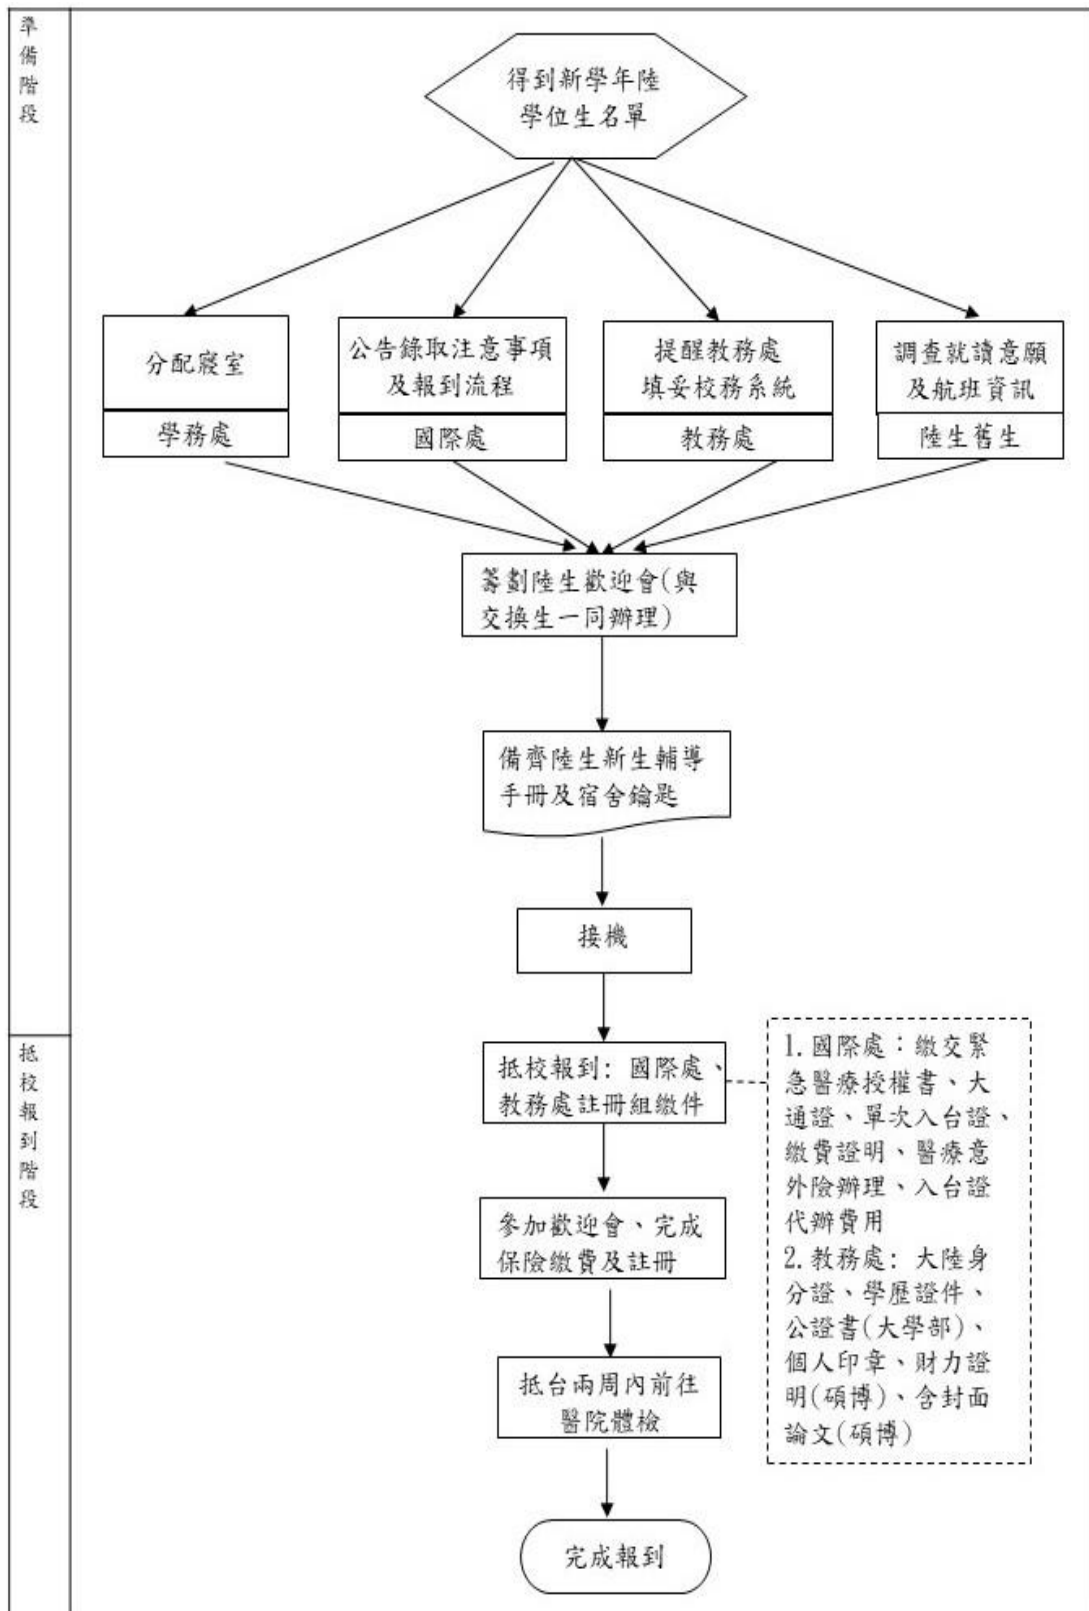 準
備
階
段
得到新學年陸
學位生名單
分配寢室
學務處
公告錄取注意事項
及報到流程
國際處
提醒教務處
填妥校務系統
教務處
調查就讀意願
及航班資訊
陸生舊生
籌劃陸生歡迎會(與
交換生一同辦理)
備齊陸生新生輔導
手冊及宿舍鑰匙
接機
抵
校
報
到
階
段
抵校報到: 國際處、
教務處註冊組繳件
1. 國際處：繳交緊
急醫療授權書、大
通證、單次入台證、
繳費證明、醫療意
外險辦理、入台證
代辦費用
2. 教務處: 大陸身
分證、學歷證件、
公證書(大學部)、
個人印章、財力證
明(碩博)、含封面
論文(碩博)
參加歡迎會、完成
保險繳費及註冊
抵台兩周內前往
醫院體檢
完成報到